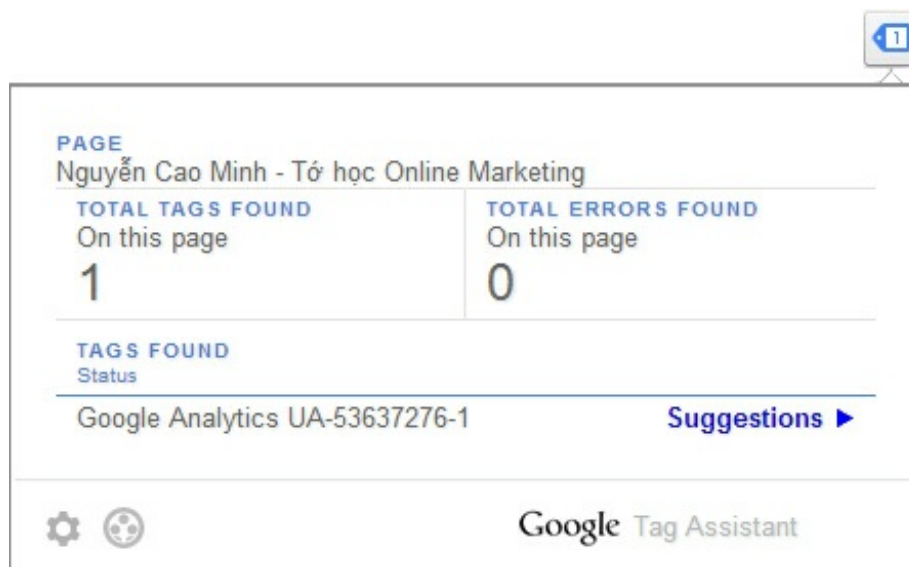 1
PAGE
Nguyễn Cao Minh - Tớ học Online Marketing
TOTAL TAGS FOUND
On this page
1
TOTAL ERRORS FOUND
On this page
0
TAGS FOUND
Status
Google Analytics UA-53637276-1
Suggestions ►
Google Tag Assistant